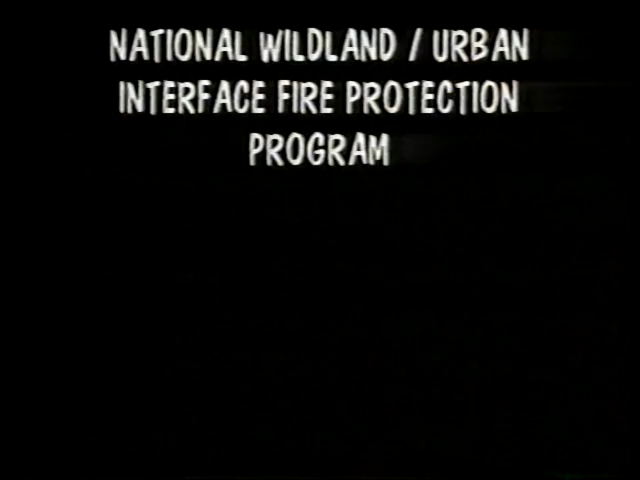 NATIONAL WILDLAND / URBAN
INTERFACE FIRE PROTECTION
PROGRAM